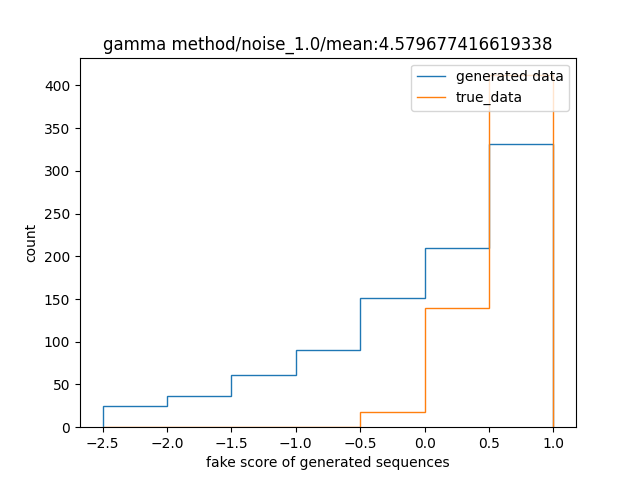 gamma method/noise_1.0/mean:4.579677416619338
generated data
true_data
400
350
300
250
200
150
100
50
0
count
−2.5 −2.0 −1.5 −1.0 −0.5 0.0 0.5 1.0
fake score of generated sequences